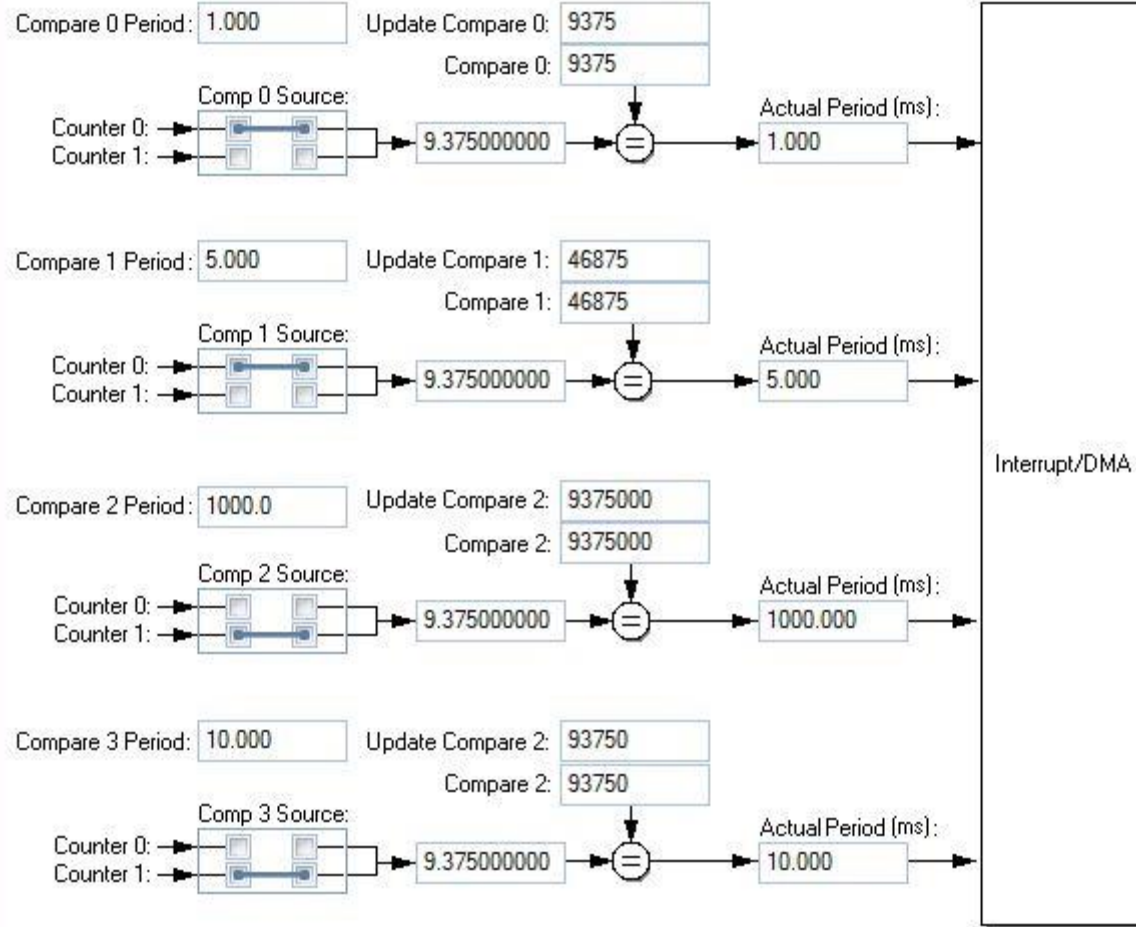 Compare 0 Period: 1.000 Update Compare 0: 9375
Compare 0: 9375
Comp 0 Source:
Actual Period (ms):
Counter 0:
9.375000000 = 1.000
Counter 1:
Compare 1 Period: 5.000 Update Compare 1: 46875
Compare 1: 46875
Comp 1 Source:
Actual Period (ms):
Counter 0:
9.375000000 = 5.000
Counter 1:
Interrupt/DMA
Compare 2 Period: 1000.0 Update Compare 2: 9375000
Compare 2: 9375000
Comp 2 Source:
Actual Period (ms):
Counter 0:
9.375000000 = 1000.000
Counter 1:
Compare 3 Period: 10.000 Update Compare 2: 93750
Compare 2: 93750
Comp 3 Source:
Actual Period (ms):
Counter 0:
9.375000000 = 10.000
Counter 1: